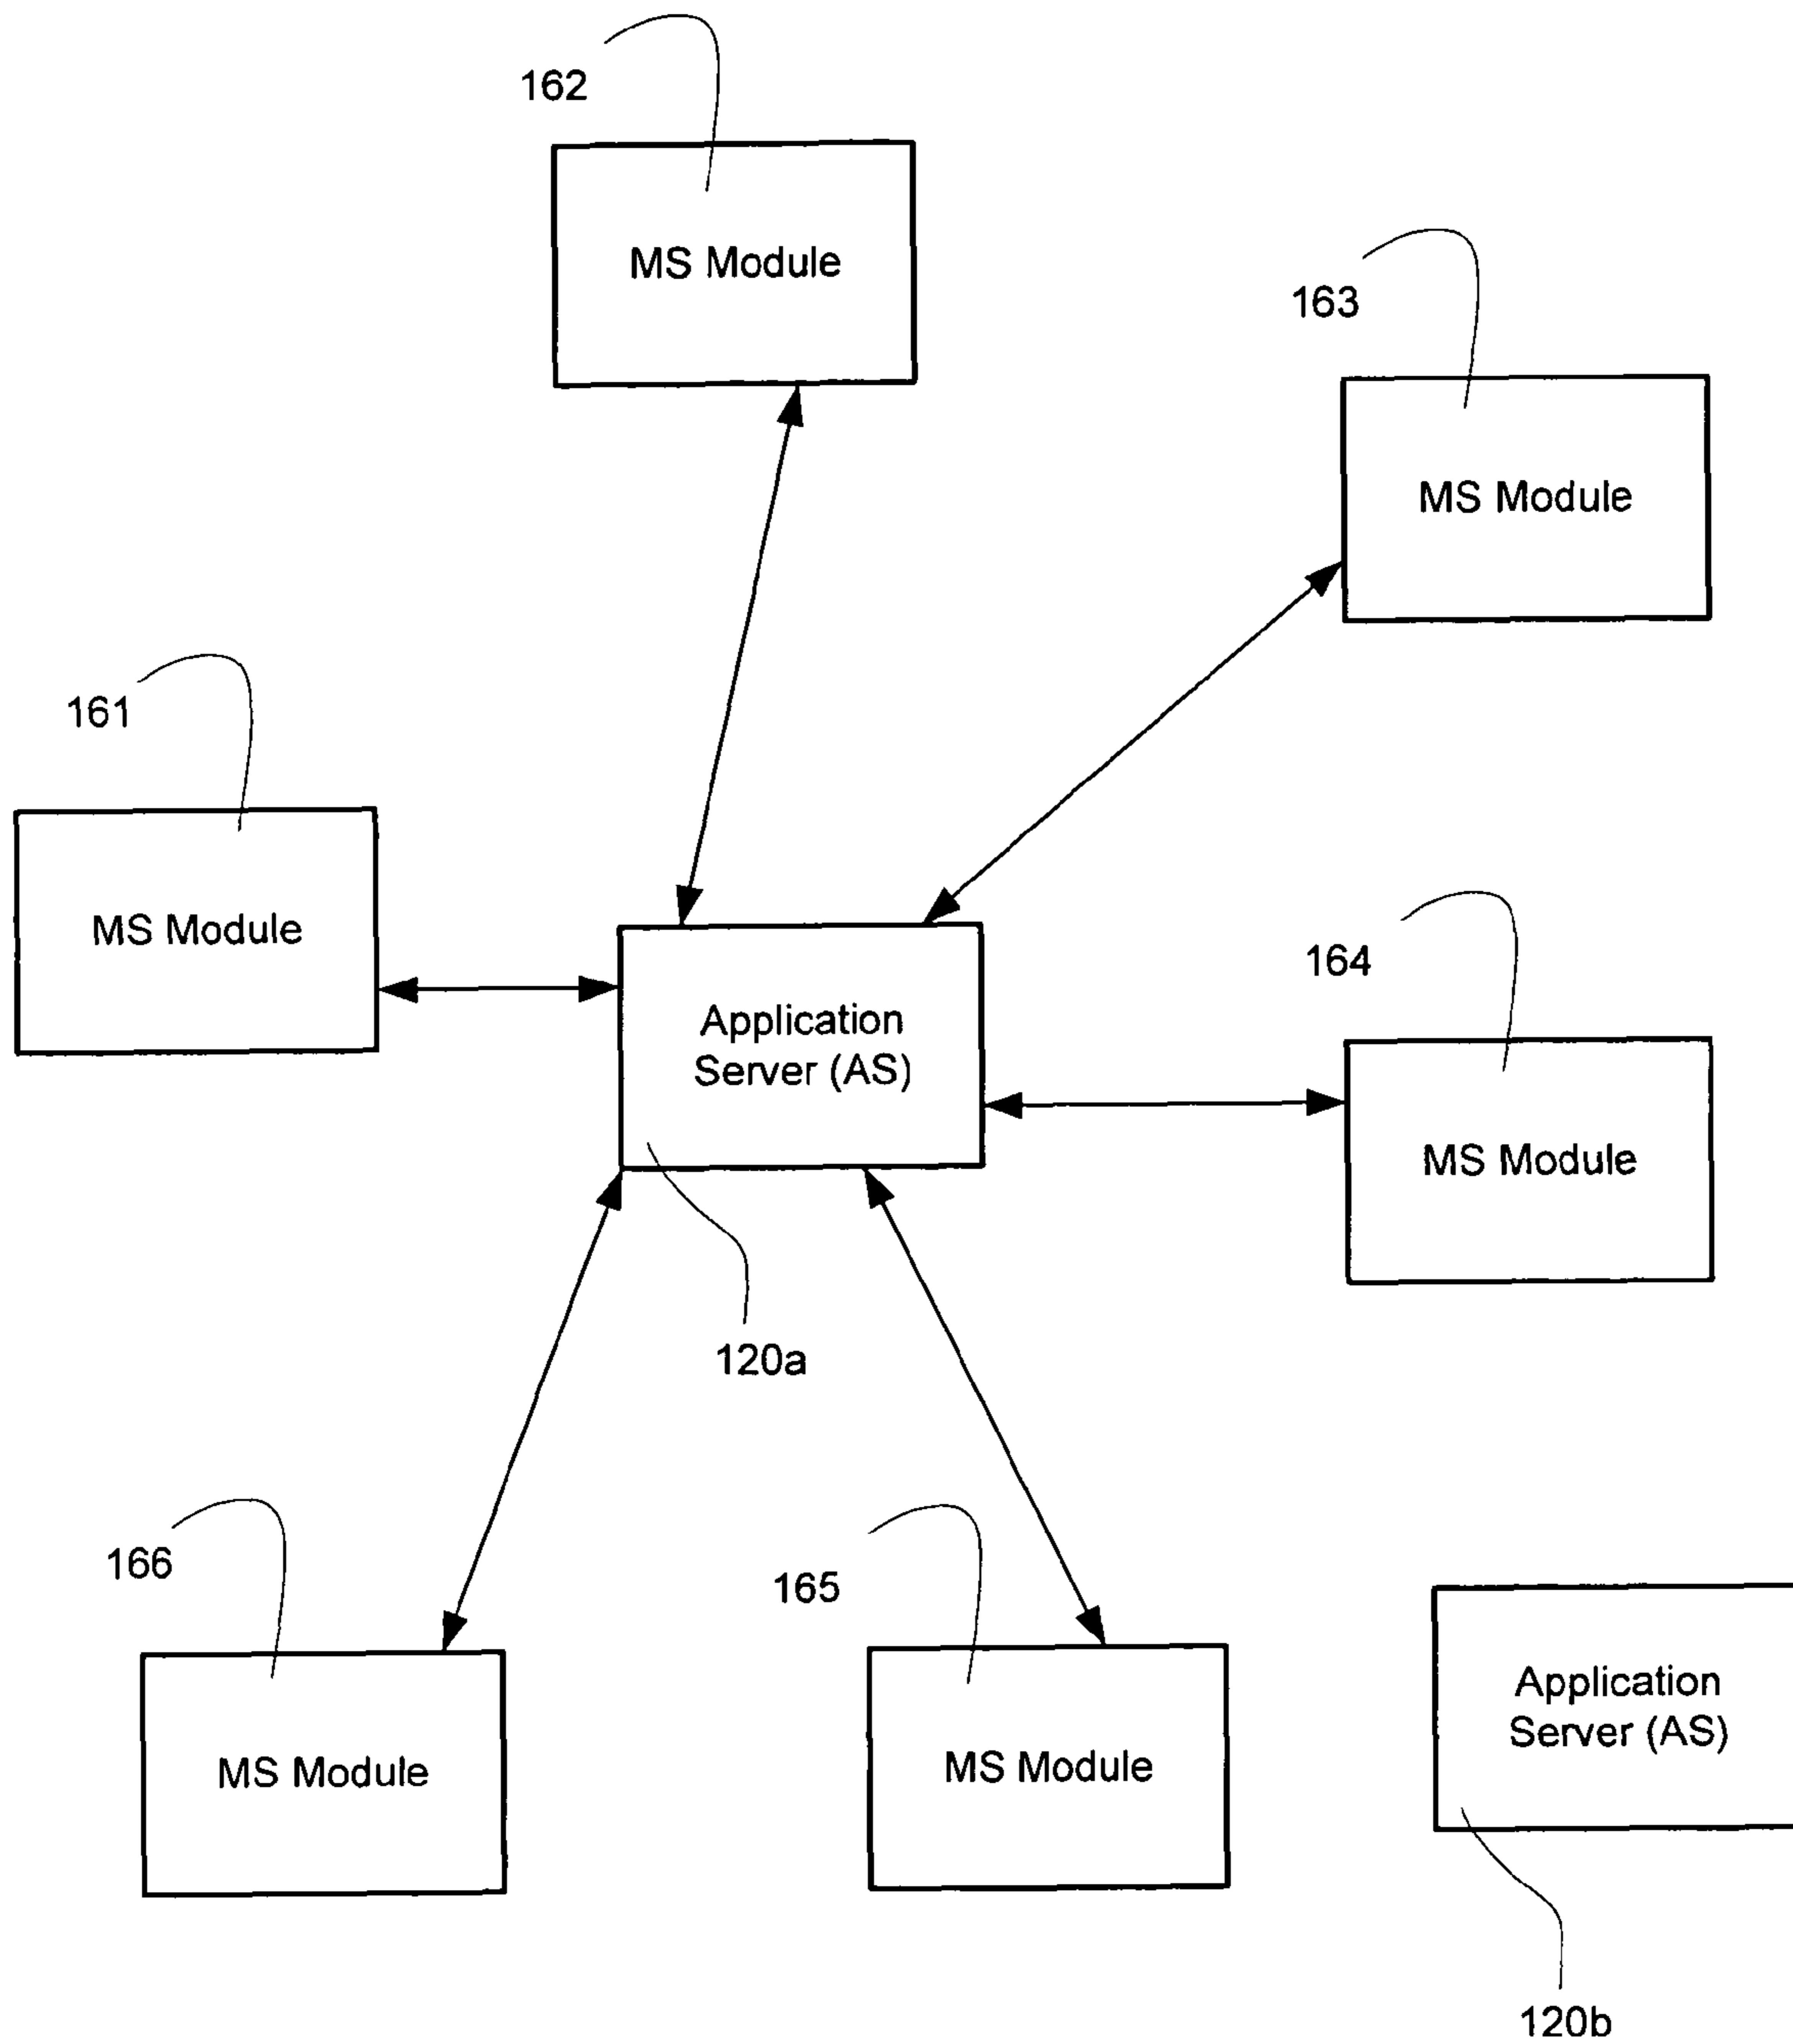 162
MS Module
163
MS Module
161
MS Module
164
Application
Server (AS)
MS Module
120a
166
165
MS Module
MS Module
Application
Server (AS)
120b